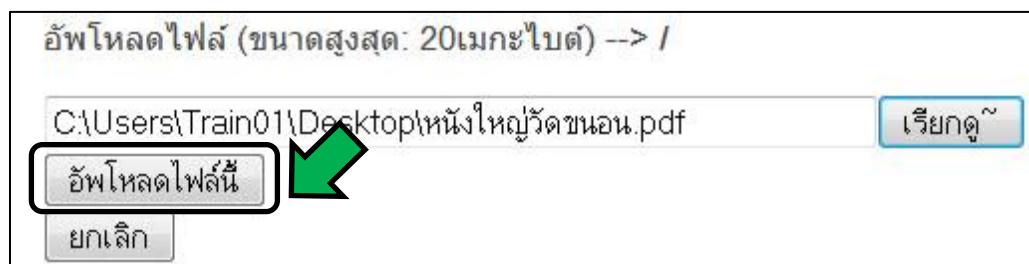 อัพโหลดไฟล์ (ขนาดสูงสุด: 20เมกะไบต์) --> /
C:\Users\Train01\Desktop\หนังใหญ่วัดขนอน.pdf เรียกดู~
อัพโหลดไฟล์นี้
ยกเลิก